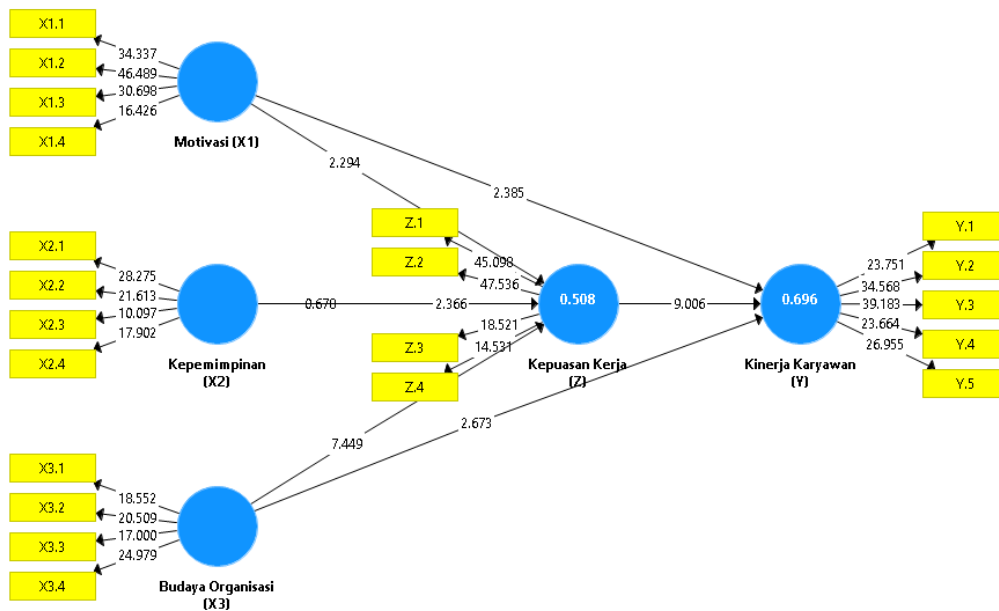 X1.1
X1.2
X1.3
X1.4
34.337
46.489
30.698
16.426
Motivasi (X1)
2.294
2.385
X2.1
X2.2
X2.3
X2.4
28.275
21.613
10.097
17.902
Kepemimpinan
(X2)
0.670
2.366
Z.1
Z.2
45.098
47.536
Z.3
Z.4
18.521
14.531
0.508
Kepuasan Kerja
(Z)
9.006
0.696
Kinerja Karyawan
(Y)
Y.1
Y.2
Y.3
Y.4
Y.5
23.751
34.568
39.183
23.664
26.955
7.449
2.673
X3.1
X3.2
X3.3
X3.4
18.552
20.509
17.000
24.979
Budaya Organisasi
(X3)